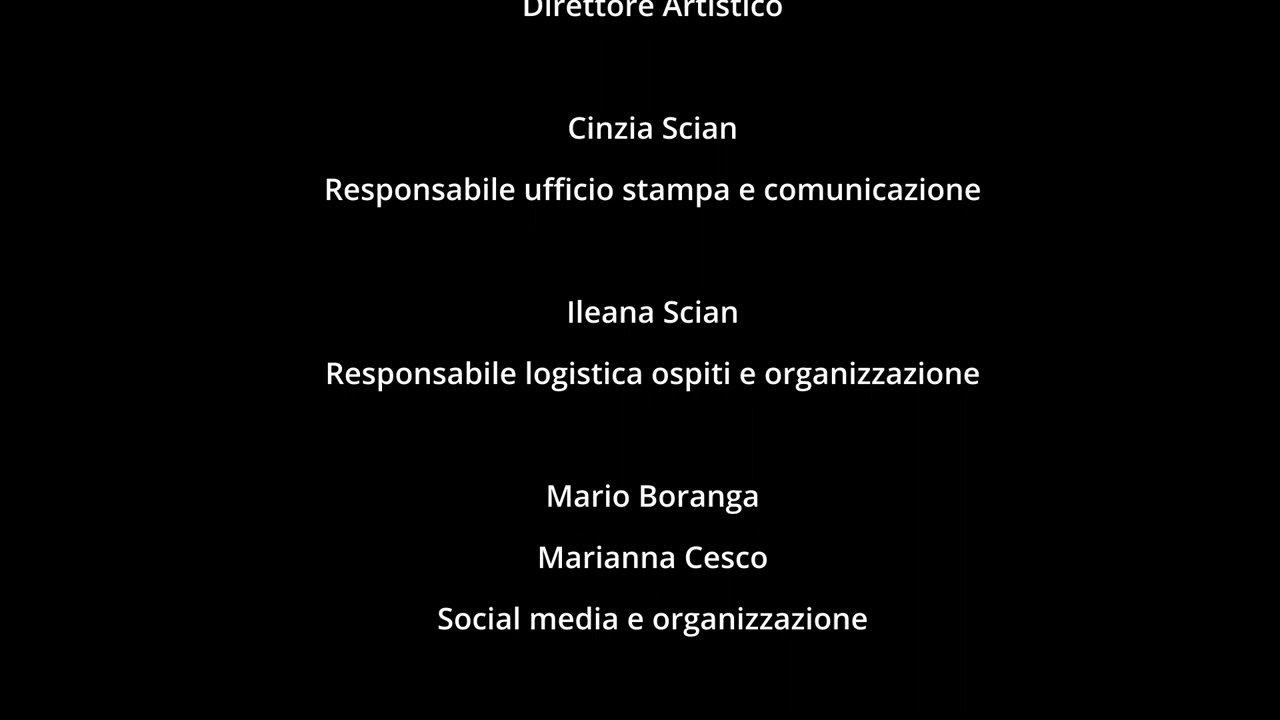 Direttore Artistico
Cinzia Scian
Responsabile ufficio stampa e comunicazione
Ileana Scian
Responsabile logistica ospiti e organizzazione
Mario Boranga
Marianna Cesco
Social media e organizzazione